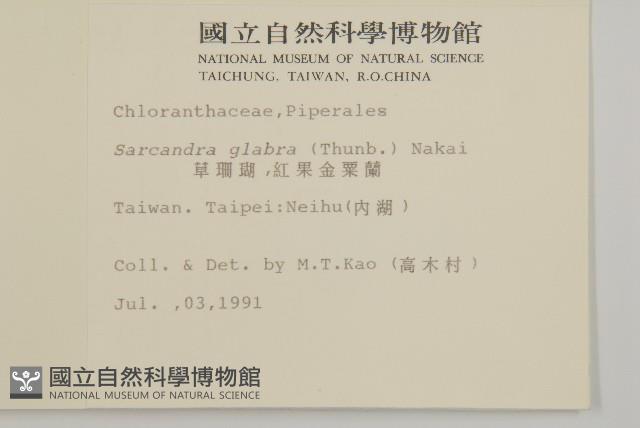 國立自然科學博物館
NATIONAL MUSEUM OF NATURAL SCIENCE
TAICHUNG, TAIWAN, R.O.CHINA
Chloranthaceae,Piperales
Sarcandra glabra (Thunb.) Nakai
草珊瑚,紅果金粟蘭
Taiwan. Taipei:Neihu(內湖)
Coll. & Det. by M.T.Kao (高木村)
Jul. ,03,1991
國立自然科學博物館
NATIONAL MUSEUM OF NATURAL SCIENCE